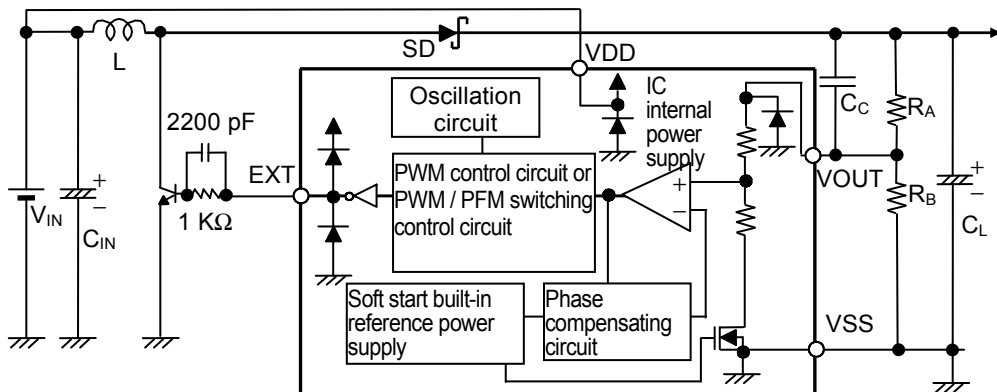 L
SD
VDD
Oscillation
circuit
IC
internal
power
supply
C_C
R_A
2200 pF
EXT
PWM control circuit or
PWM / PFM switching
control circuit
+
−
VOUT
V_IN
+
−
C_IN
1 KΩ
R_B
+
−
C_L
Soft start built-in
reference power
supply
Phase
compensating
circuit
VSS